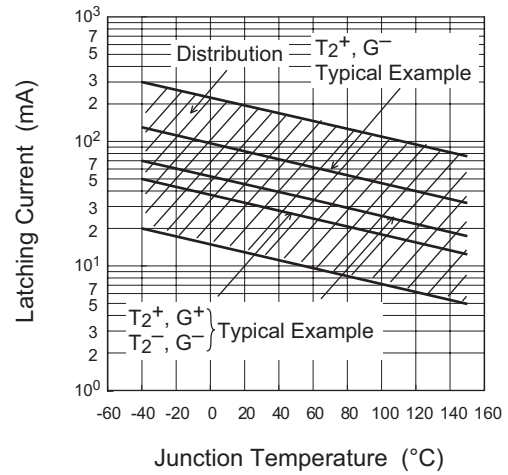 10³
7
5
3
2
10²
7
5
3
2
10¹
7
5
3
2
10⁰
Latching Current (mA)
Distribution
T₂⁺, G⁻
Typical Example
T₂⁺, G⁺
T₂⁻, G⁻
} Typical Example
-60 -40 -20 0 20 40 60 80 100 120 140 160
Junction Temperature (°C)